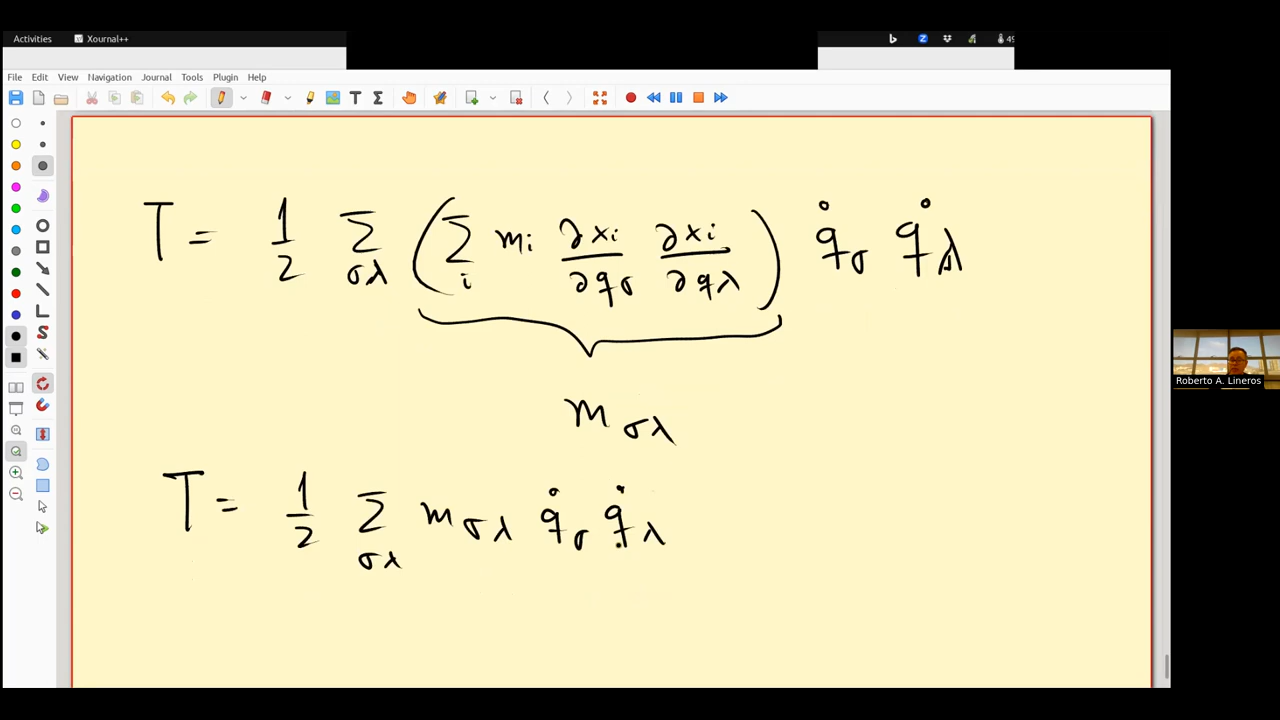 Activities Xournal++
49
File Edit View Navigation Journal Tools Plugin Help
T = 1/2 Σ_{σλ} ( Σ_i m_i ∂x_i/∂q_σ ∂x_i/∂q_λ ) q̇_σ q̇_λ
m_{σλ}
T = 1/2 Σ_{σλ} m_{σλ} q̇_σ q̇_λ
Roberto A. Lineros